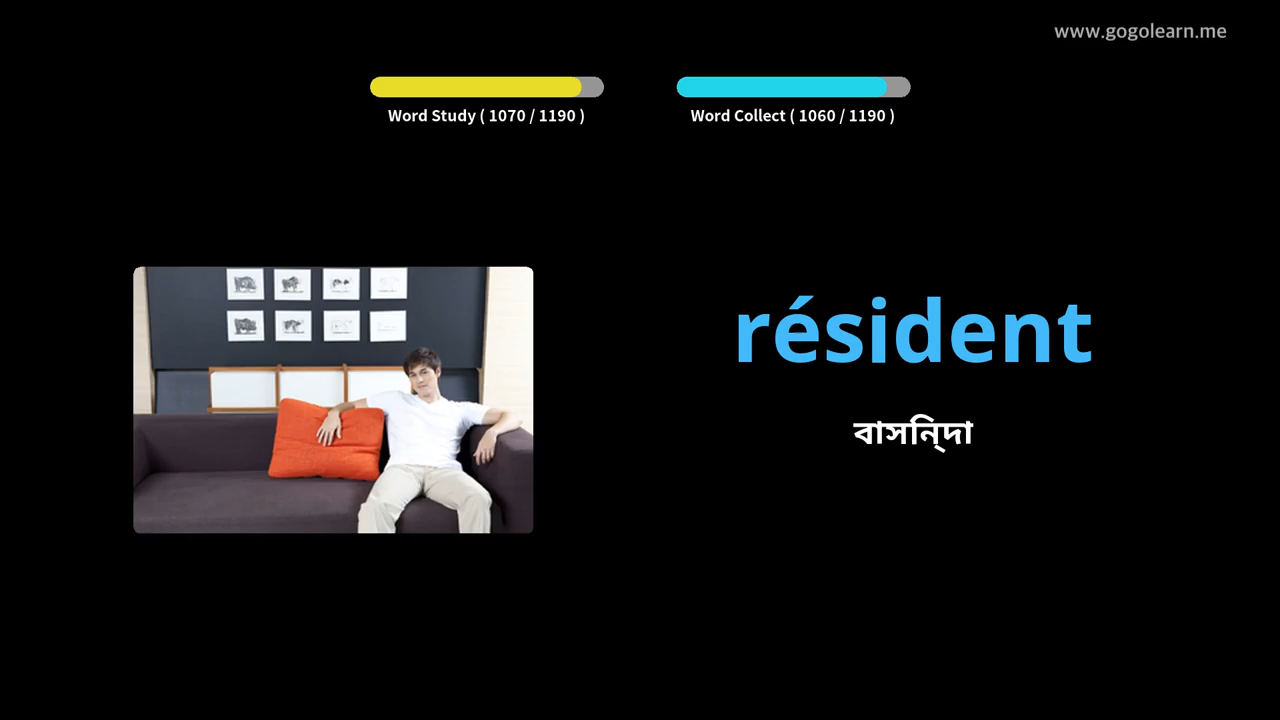 www.gogolearn.me
Word Study ( 1070 / 1190 )
Word Collect ( 1060 / 1190 )
résident
বাসিন্দা